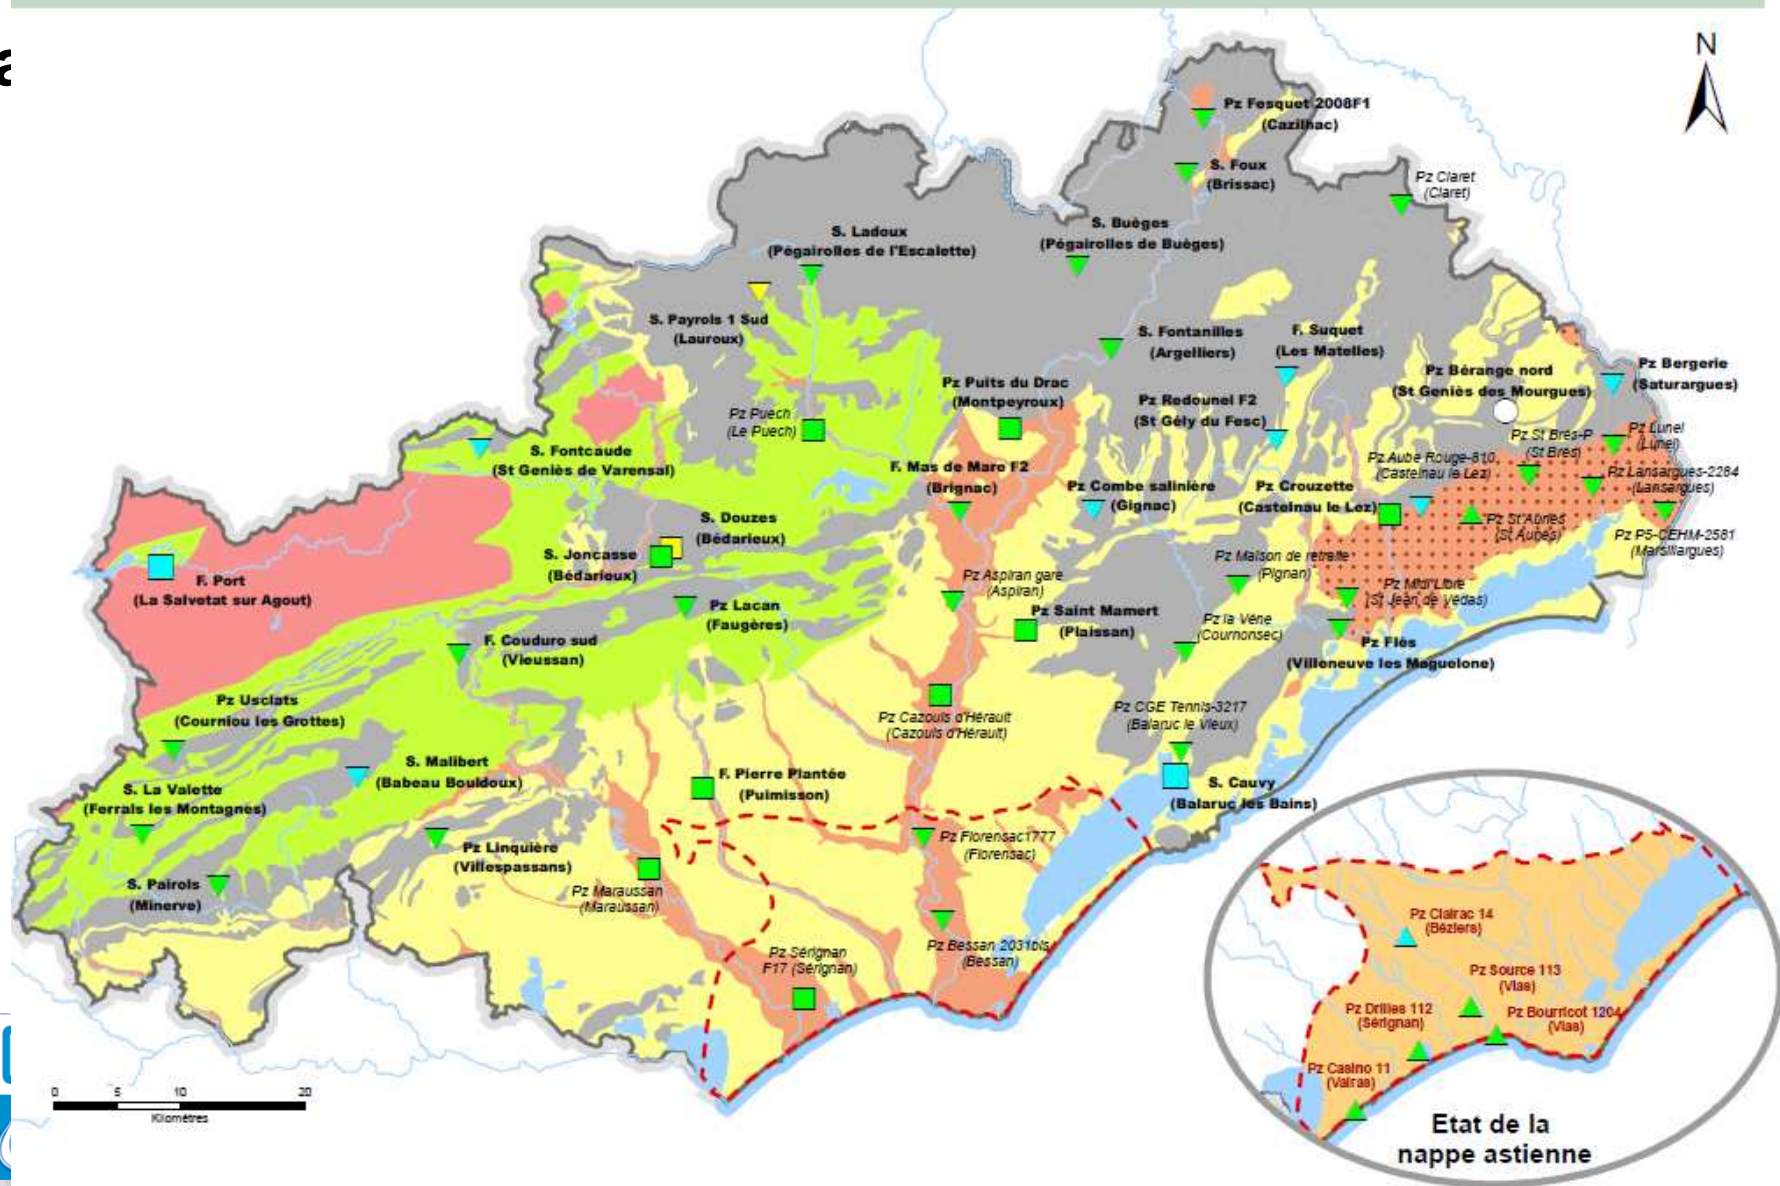 a
N
Pz Fesquet 2008F1
(Cazilhac)
S. Foux
(Brissac)
Pz Claret
(Claret)
S. Buèges
(Pégairolles de Buèges)
S. Ladoux
(Pégairolles de l'Escalette)
S. Payrols 1 Sud
(Lauroux)
S. Fontanilles
(Argelliers)
F. Suquet
(Les Matelles)
Pz Bergerie
(Saturargues)
Pz Bérange nord
(St Geniès des Mourgues)
Pz Puits du Drac
(Montpeyroux)
Pz Redounel F2
(St Gély du Fesc)
Pz Puech
(Le Puech)
Pz Lunel
(Lunel)
Pz St Brès-P
(St Brès)
S. Fontcaude
(St Geniès de Varensal)
F. Mas de Mare F2
(Brignac)
Pz Aube Rouge-810
(Castelnau le Lez)
Pz Lansargues-2284
(Lansargues)
Pz Combe salinière
(Gignac)
Pz Crouzette
(Castelnau le Lez)
S. Douzes
(Bédarieux)
Pz St Aunès
(St Aubès)
Pz P5-CEHM-2581
(Marsillargues)
S. Joncasse
(Bédarieux)
Pz Maison de retraite
(Pignan)
F. Port
(La Salvetat sur Agout)
Pz Aspiran gare
(Aspiran)
Pz Midi Libre
(St Jean de Védas)
Pz Lacan
(Faugères)
Pz Saint Mamert
(Plaissan)
Pz la Vène
(Cournonsec)
F. Couduro sud
(Vieussan)
Pz Flès
(Villeneuve les Maguelone)
Pz Usclats
(Courniou les Grottes)
Pz Cazouls d'Hérault
(Cazouls d'Hérault)
Pz CGE Tennis-3217
(Balaruc le Vieux)
S. Malibert
(Babeau Bouldoux)
F. Pierre Plantée
(Puimisson)
S. Cauvy
(Balaruc les Bains)
S. La Valette
(Ferrals les Montagnes)
Pz Florensac1777
(Florensac)
Pz Linquière
(Villespassans)
S. Pairols
(Minerve)
Pz Maraussan
(Maraussan)
Pz Sérignan
F17 (Sérignan)
Pz Bessan 2031bis
(Bessan)
Pz Clairac 14
(Béziers)
Pz Source 113
(Vias)
Pz Drilles 112
(Sérignan)
Pz Bourricot 1204
(Vias)
Pz Casino 11
(Valras)
Etat de la
nappe astienne
0 5 10 20
Kilomètres